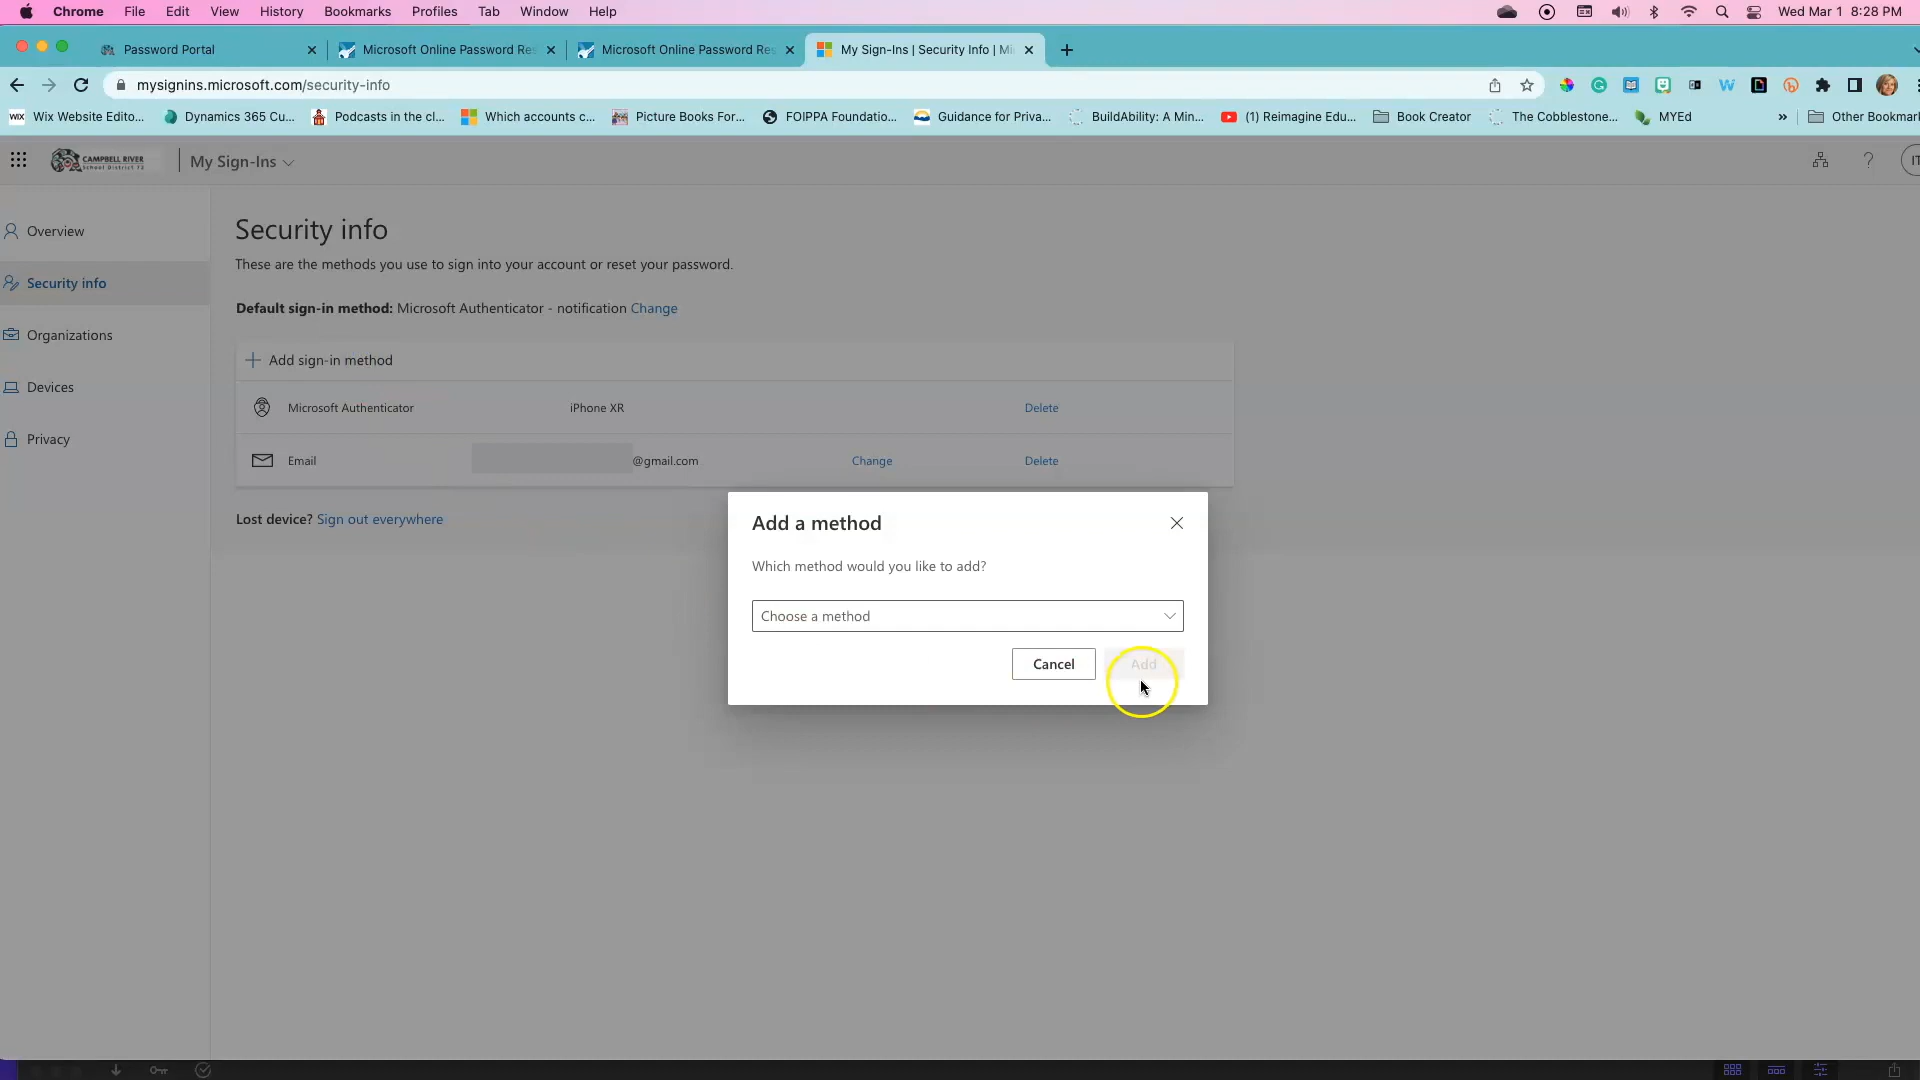 Chrome File Edit View History Bookmarks Profiles Tab Window Help Wed Mar 1 8:28 PM
Password Portal Microsoft Online Password Res Microsoft Online Password Res My Sign-Ins | Security Info | Mi
mysignins.microsoft.com/security-info
WIX Wix Website Edito... Dynamics 365 Cu... Podcasts in the cl... Which accounts c... Picture Books For... FOIPPA Foundatio... Guidance for Priva... BuildAbility: A Min... (1) Reimagine Edu... Book Creator The Cobblestone... MYEd » Other Bookmar
CAMPBELL RIVER
School District 72
My Sign-Ins ? IT
Overview
Security info
Organizations
Devices
Privacy
Security info
These are the methods you use to sign into your account or reset your password.
Default sign-in method: Microsoft Authenticator - notification Change
Add sign-in method
Microsoft Authenticator iPhone XR Delete
Email @gmail.com Change Delete
Lost device? Sign out everywhere
Add a method
Which method would you like to add?
Choose a method
Cancel Add